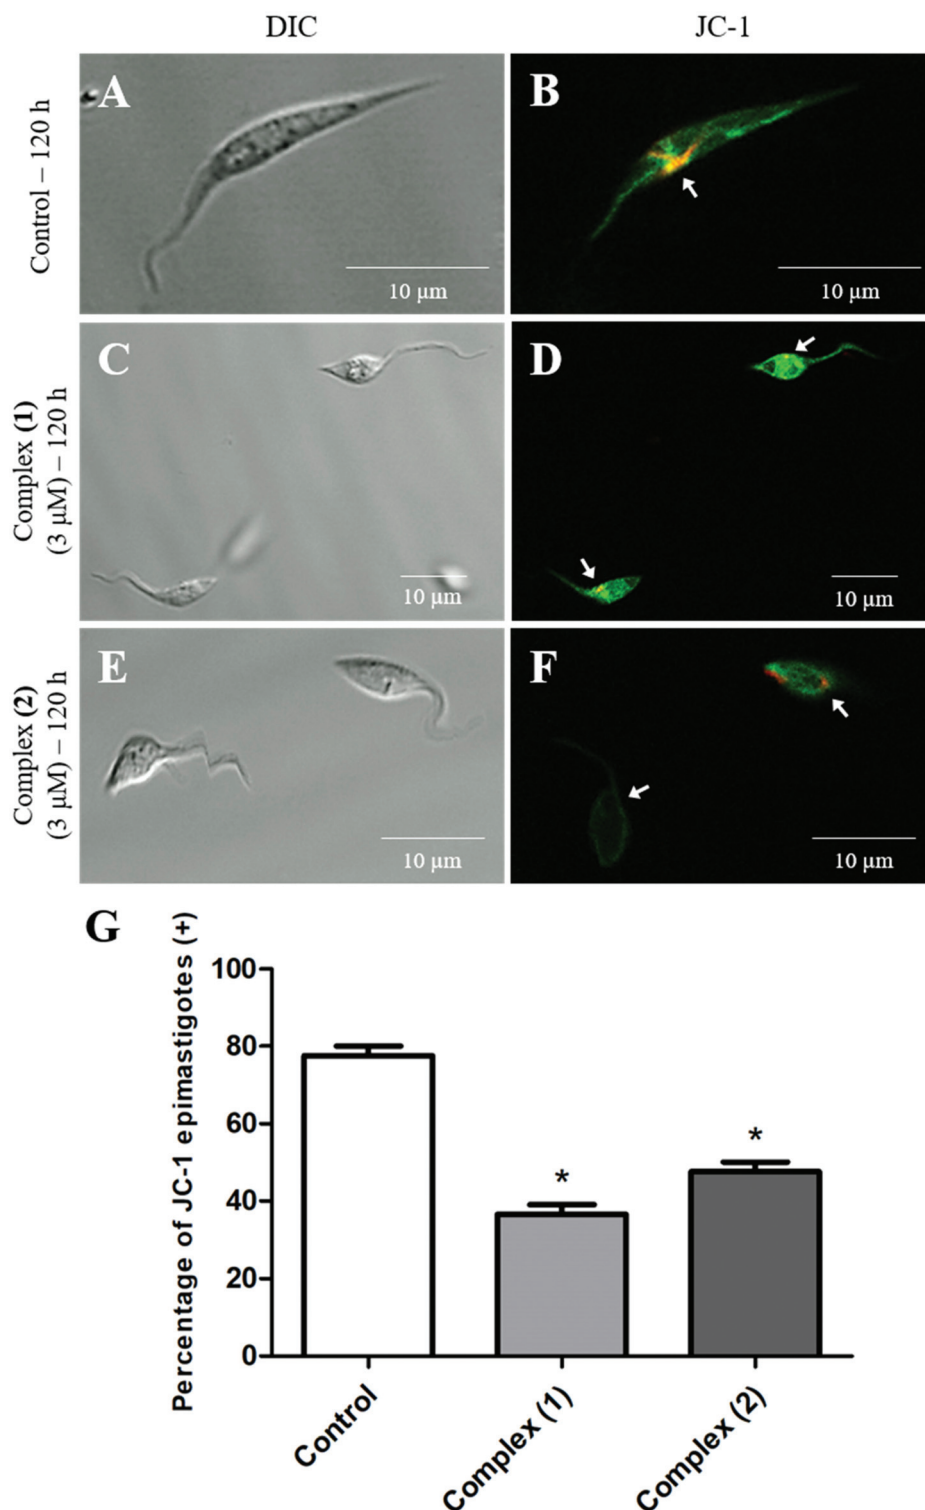 DIC
JC-1
Control – 120 h
A
10 µm
B
10 µm
Complex (1)
(3 µM) – 120 h
C
10 µm
D
10 µm
Complex (2)
(3 µM) – 120 h
E
10 µm
F
10 µm
G
Percentage of JC-1 epimastigotes (+)
100
80
60
40
20
0
*
*
Control
Complex (1)
Complex (2)